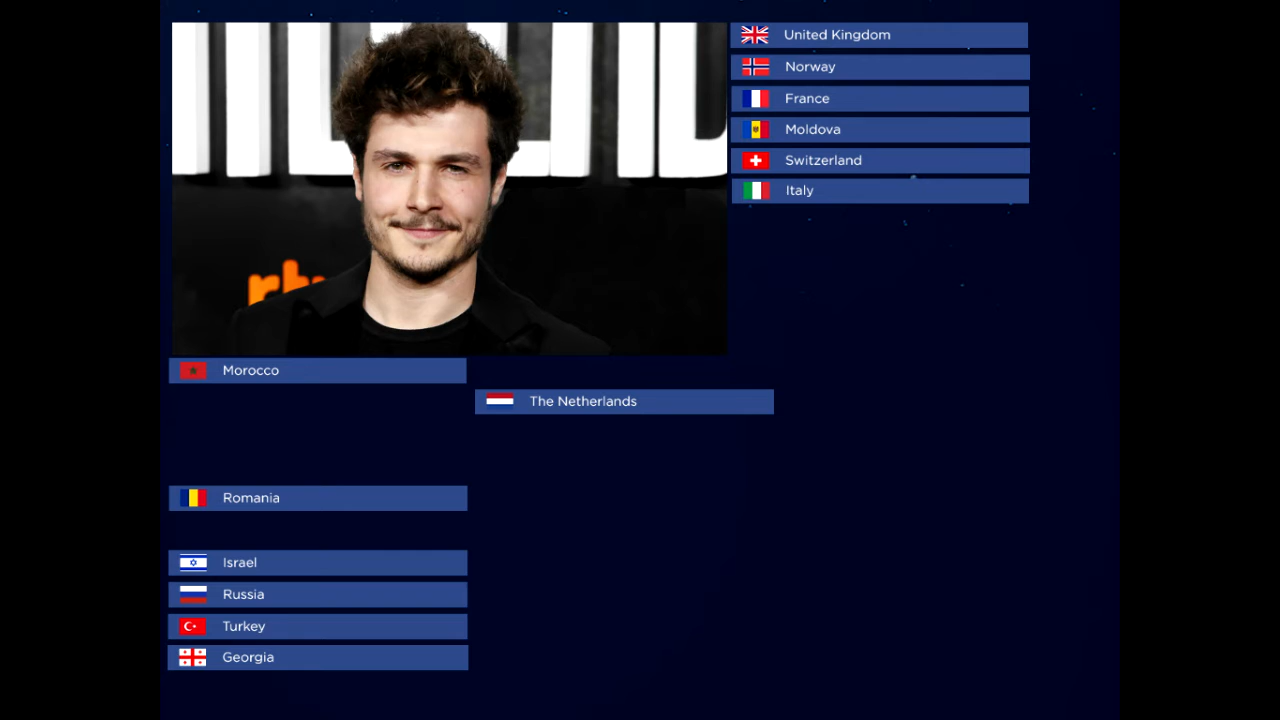 United Kingdom
Norway
France
Moldova
Switzerland
Italy
Morocco
The Netherlands
Romania
Israel
Russia
Turkey
Georgia